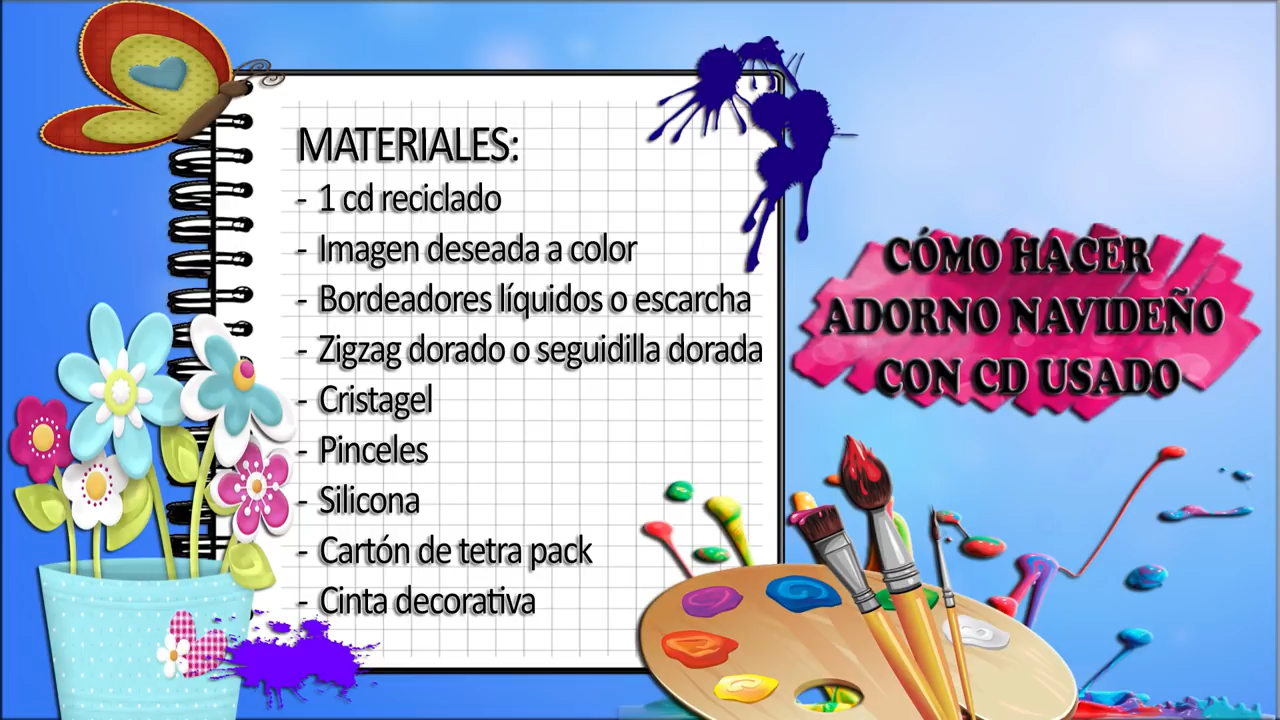 MATERIALES:
- 1 cd reciclado
- Imagen deseada a color
- Bordeadores líquidos o escarcha
- Zigzag dorado o seguidilla dorada
- Cristagel
- Pinceles
- Silicona
- Cartón de tetra pack
- Cinta decorativa
CÓMO HACER
ADORNO NAVIDEÑO
CON CD USADO